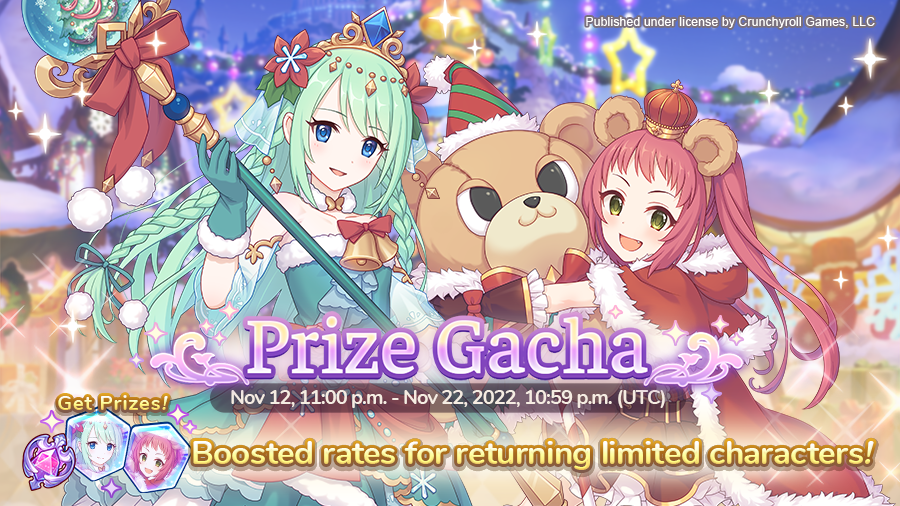 Published under license by Crunchyroll Games, LLC
Prize Gacha
Nov 12, 11:00 p.m. - Nov 22, 2022, 10:59 p.m. (UTC)
Get Prizes!
Boosted rates for returning limited characters!